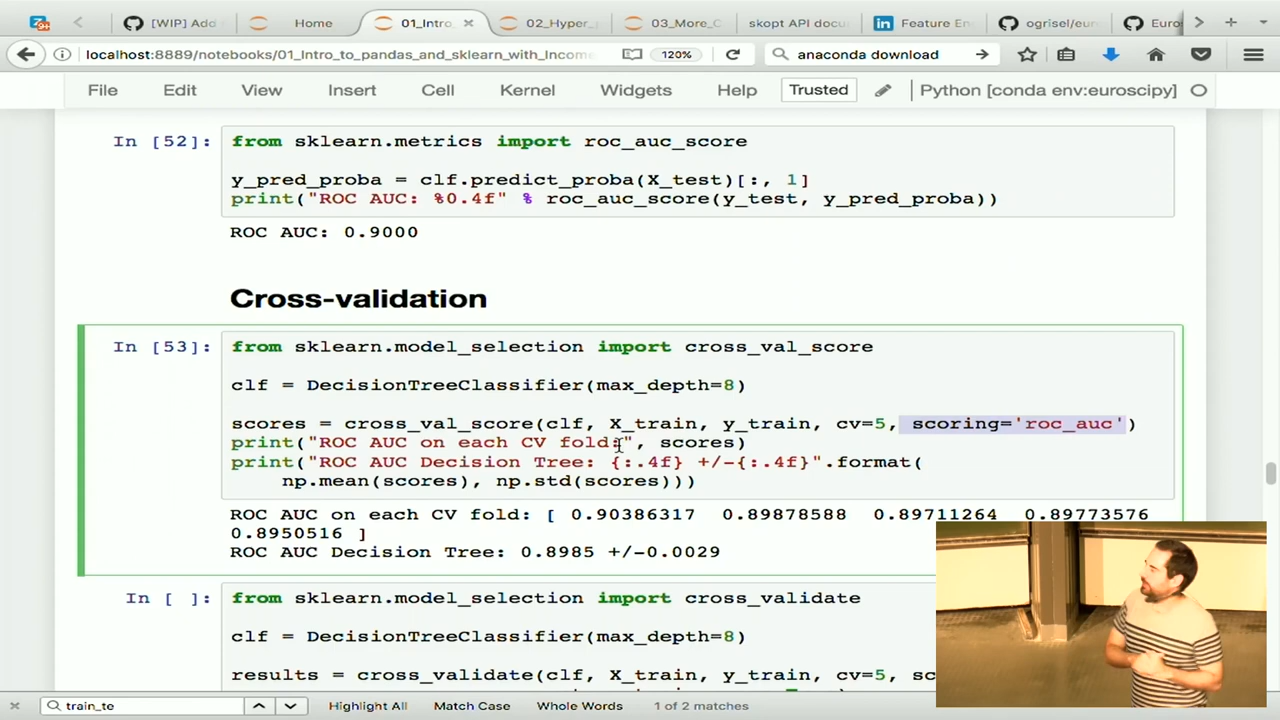 [WIP] Add
Home
01_Intro
02_Hyper_
03_More_C
skopt API docu
Feature En
ogrisel/eur
Euros
localhost:8889/notebooks/01_Intro_to_pandas_and_sklearn_with_Incom
120%
anaconda download
File Edit View Insert Cell Kernel Widgets Help Trusted Python [conda env:euroscipy]
In [52]: from sklearn.metrics import roc_auc_score
y_pred_proba = clf.predict_proba(X_test)[:, 1]
print("ROC AUC: %0.4f" % roc_auc_score(y_test, y_pred_proba))
ROC AUC: 0.9000
Cross-validation
In [53]: from sklearn.model_selection import cross_val_score
clf = DecisionTreeClassifier(max_depth=8)
scores = cross_val_score(clf, X_train, y_train, cv=5, scoring='roc_auc')
print("ROC AUC on each CV fold:", scores)
print("ROC AUC Decision Tree: {:.4f} +/-{:.4f}".format(
np.mean(scores), np.std(scores)))
ROC AUC on each CV fold: [ 0.90386317 0.89878588 0.89711264 0.89773576
0.8950516 ]
ROC AUC Decision Tree: 0.8985 +/-0.0029
In [ ]: from sklearn.model_selection import cross_validate
clf = DecisionTreeClassifier(max_depth=8)
results = cross_validate(clf, X_train, y_train, cv=5, sc
train_te
Highlight All Match Case Whole Words 1 of 2 matches